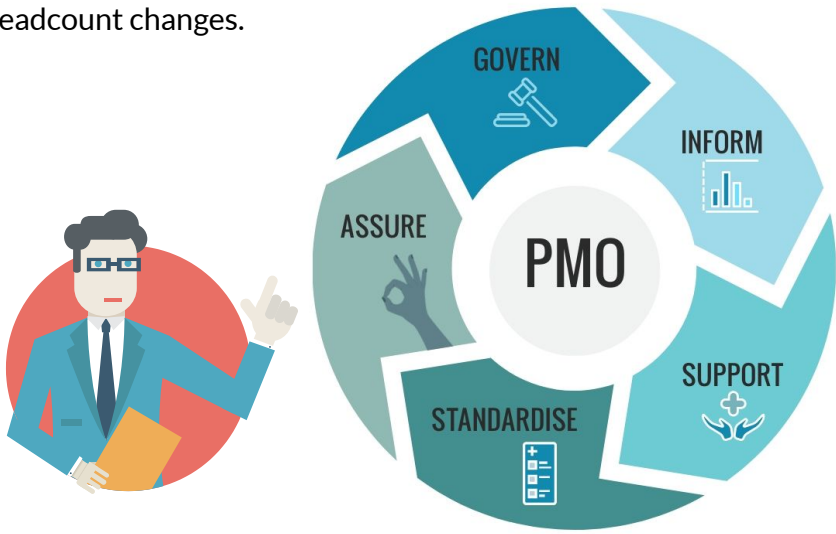 eadcount changes.
GOVERN
INFORM
ASSURE
PMO
SUPPORT
STANDARDISE